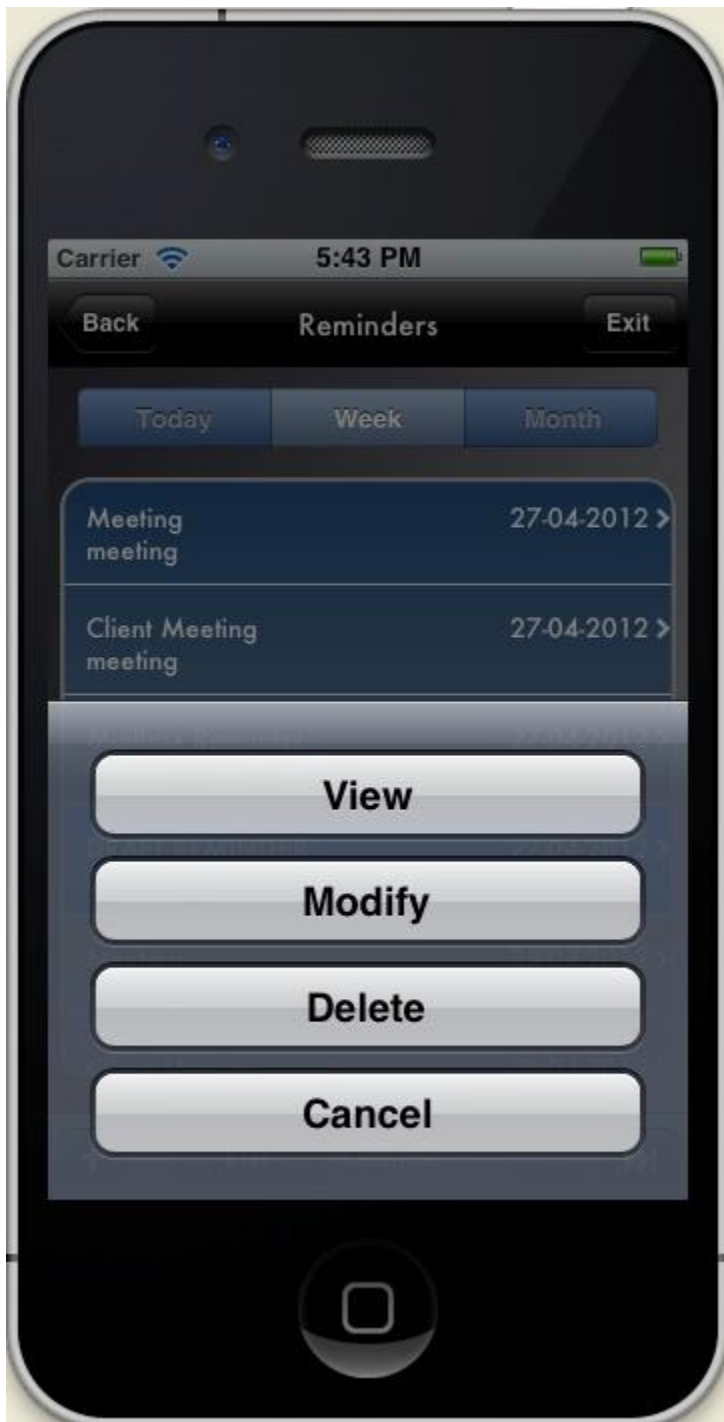 Carrier 5:43 PM
Back Reminders Exit
Today Week Month
Meeting 27-04-2012
meeting
Client Meeting 27-04-2012
meeting
View
Modify
Delete
Cancel